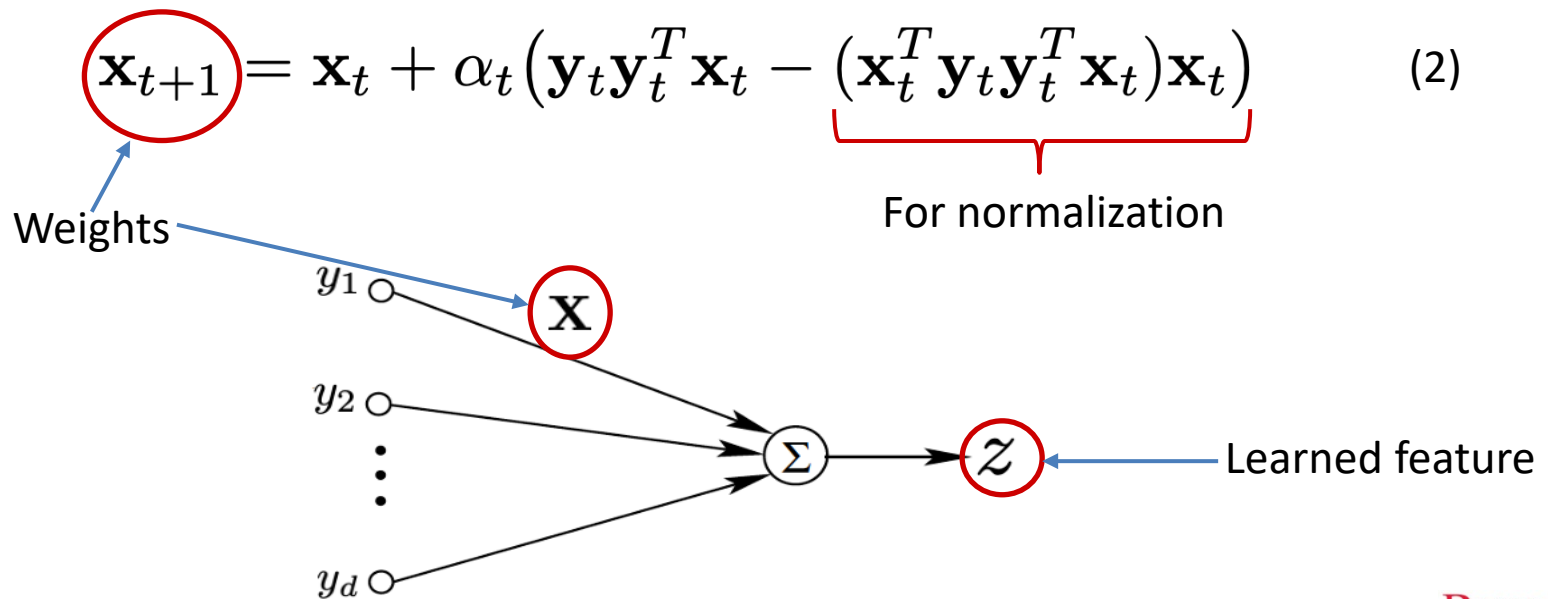 x_{t+1} = x_t + α_t(y_t y_t^T x_t − (x_t^T y_t y_t^T x_t)x_t) (2)
For normalization
Weights
y_1
x
y_2
Σ
z
Learned feature
y_d